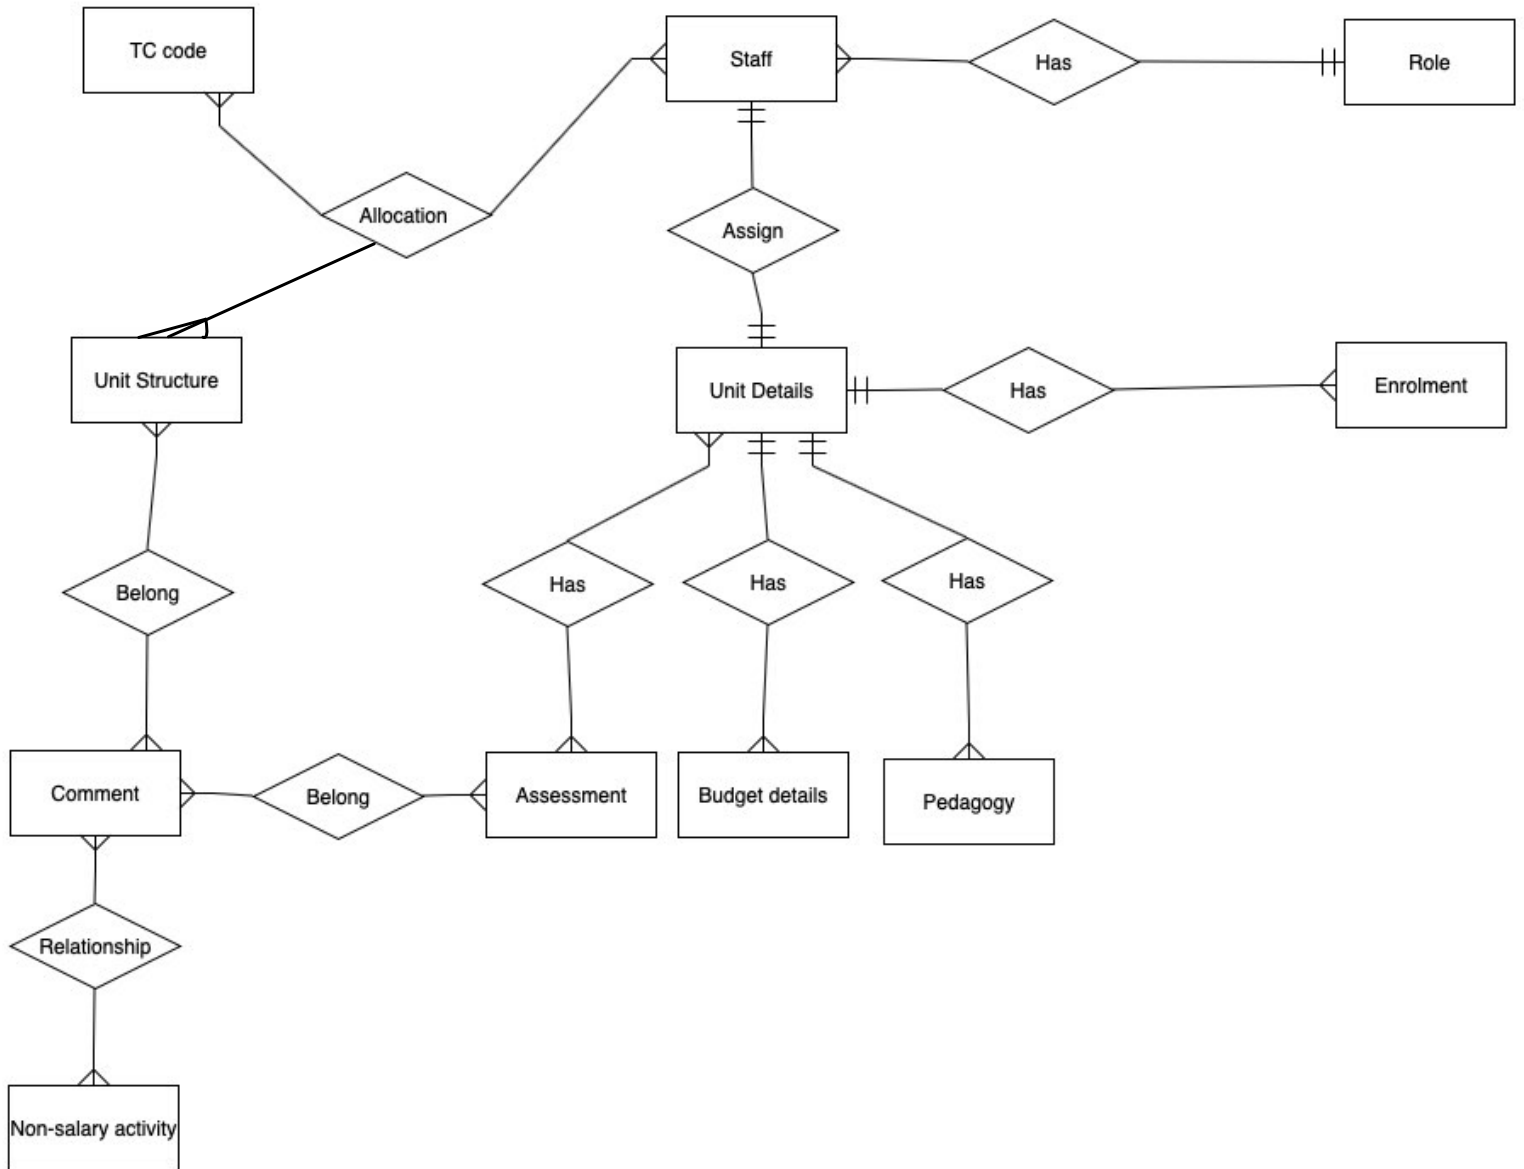 TC code
Staff
Has
Role
Allocation
Assign
Unit Structure
Unit Details
Has
Enrolment
Belong
Has
Has
Has
Comment
Belong
Assessment
Budget details
Pedagogy
Relationship
Non-salary activity